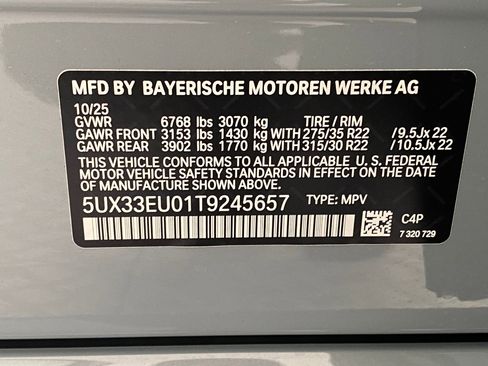 MFD BY BAYERISCHE MOTOREN WERKE AG
10/25
GVWR 6768 lbs 3070 kg TIRE / RIM
GAWR FRONT 3153 lbs 1430 kg WITH 275/35 R22 / 9.5Jx 22
GAWR REAR 3902 lbs 1770 kg WITH 315/30 R22 / 10.5Jx 22
THIS VEHICLE CONFORMS TO ALL APPLICABLE U. S. FEDERAL
MOTOR VEHICLE SAFETY STANDARDS IN EFFECT ON THE
DATE OF MANUFACTURE SHOWN ABOVE.
5UX33EU01T9245657 TYPE: MPV
C4P
7 320 729